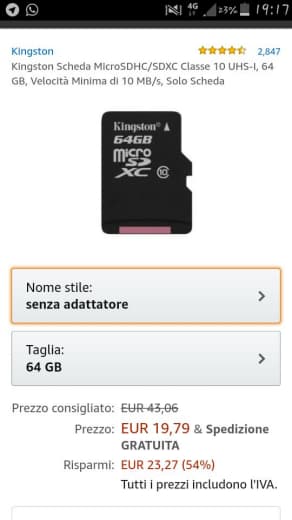 4G 23% 19:17
Kingston 2,847
Kingston Scheda MicroSDHC/SDXC Classe 10 UHS-I, 64
GB, Velocità Minima di 10 MB/s, Solo Scheda
Kingston
64GB
micro
SD
XC 10
Nome stile:
senza adattatore
Taglia:
64 GB
Prezzo consigliato: EUR 43,06
Prezzo: EUR 19,79 & Spedizione
GRATUITA
Risparmi: EUR 23,27 (54%)
Tutti i prezzi includono l'IVA.